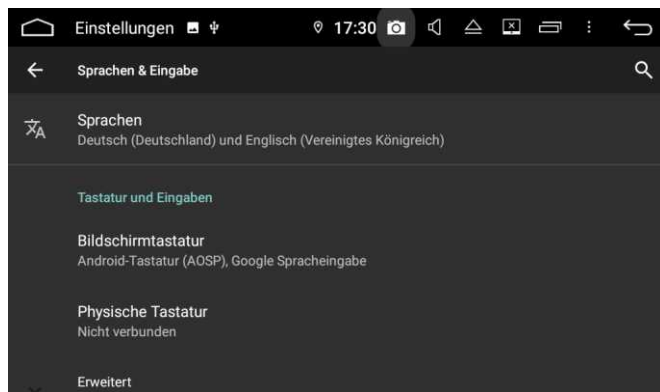 Einstellungen 17:30
Sprachen & Eingabe
Sprachen
Deutsch (Deutschland) und Englisch (Vereinigtes Königreich)
Tastatur und Eingaben
Bildschirmtastatur
Android-Tastatur (AOSP), Google Spracheingabe
Physische Tastatur
Nicht verbunden
Erweitert